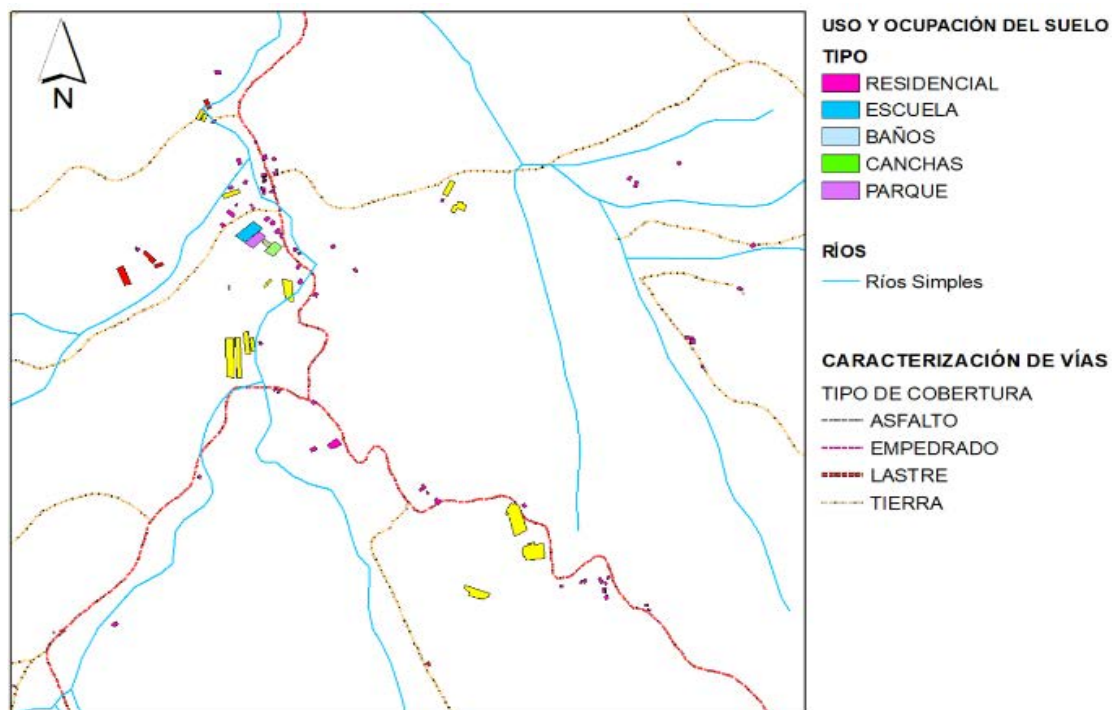 N
USO Y OCUPACIÓN DEL SUELO
TIPO
RESIDENCIAL
ESCUELA
BAÑOS
CANCHAS
PARQUE
RÍOS
Ríos Simples
CARACTERIZACIÓN DE VÍAS
TIPO DE COBERTURA
ASFALTO
EMPEDRADO
LASTRE
TIERRA